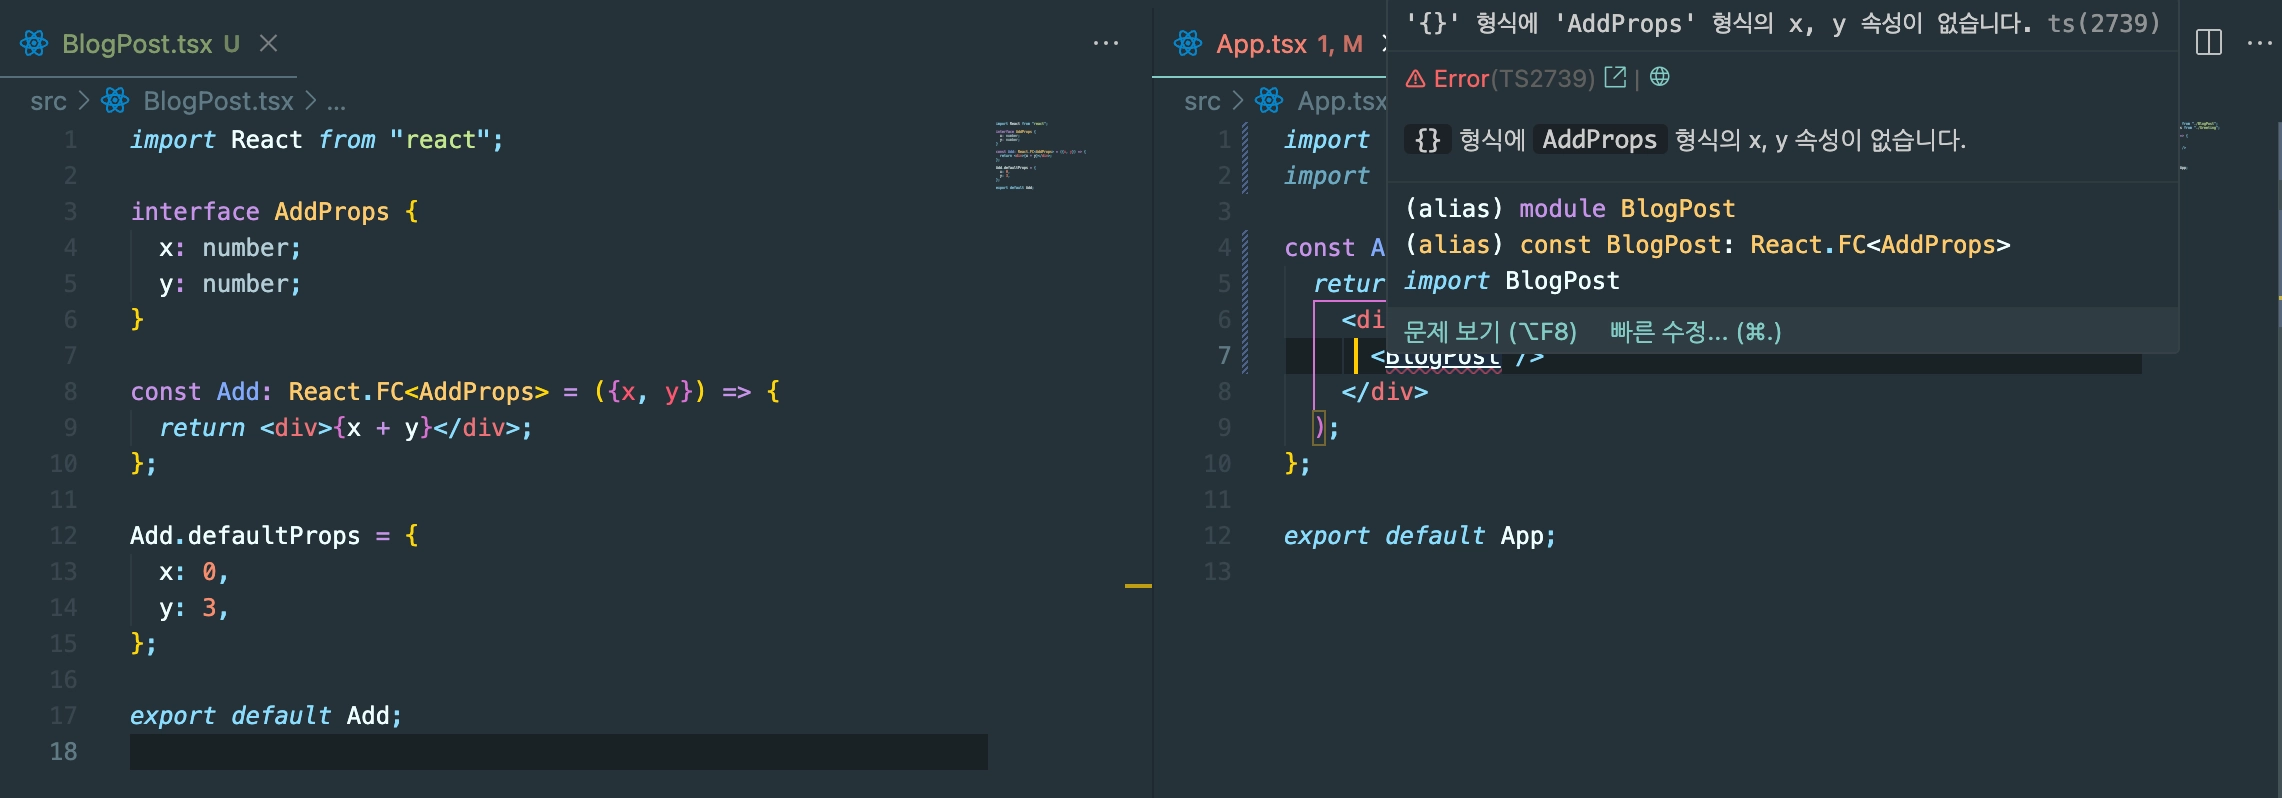 BlogPost.tsx U
src > BlogPost.tsx > ...
1 import React from "react";
2
3 interface AddProps {
4 x: number;
5 y: number;
6 }
7
8 const Add: React.FC<AddProps> = ({x, y}) => {
9 return <div>{x + y}</div>;
10 };
11
12 Add.defaultProps = {
13 x: 0,
14 y: 3,
15 };
16
17 export default Add;
18
App.tsx 1, M
src > App.tsx
1 import
2 import
3
4 const A
5 retur
6 <di
7 <BlogPost />
8 </div>
9 );
10 };
11
12 export default App;
13
'{}' 형식에 'AddProps' 형식의 x, y 속성이 없습니다. ts(2739)
Error(TS2739) |
{} 형식에 AddProps 형식의 x, y 속성이 없습니다.
(alias) module BlogPost
(alias) const BlogPost: React.FC<AddProps>
import BlogPost
문제 보기 (⌥F8) 빠른 수정... (⌘.)